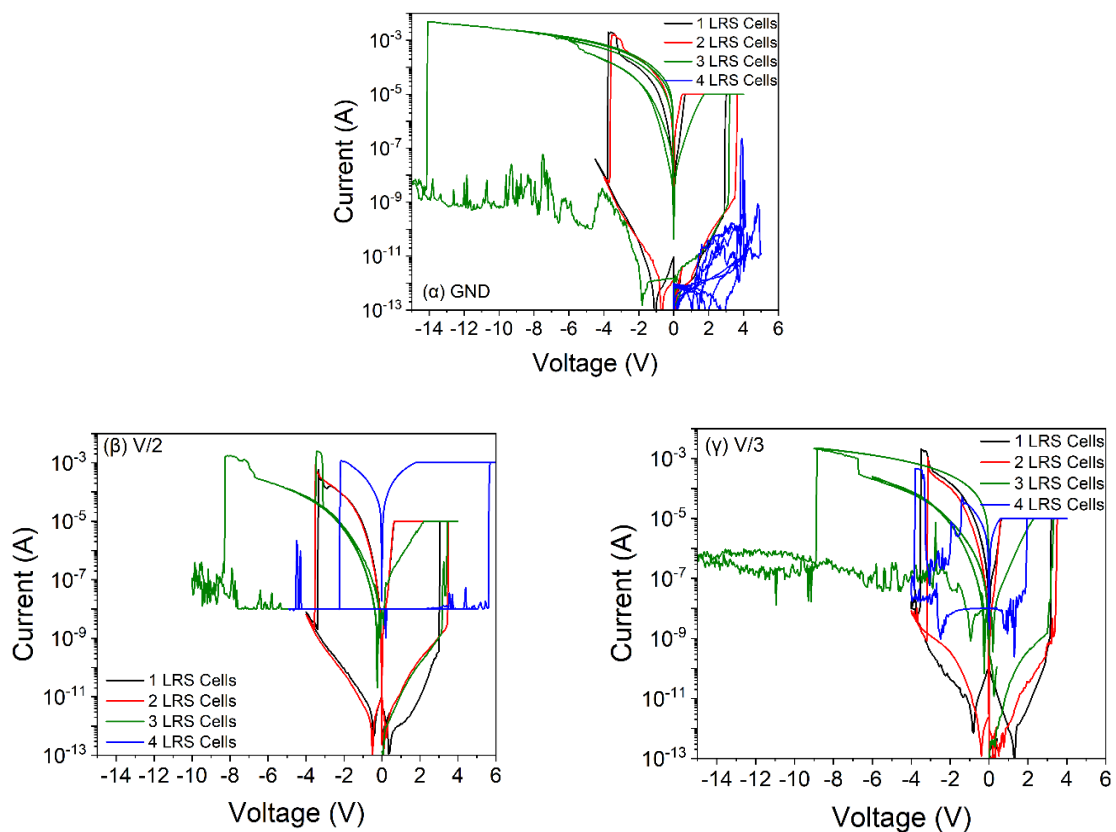 1 LRS Cells
2 LRS Cells
3 LRS Cells
4 LRS Cells
10⁻³
10⁻⁵
10⁻⁷
10⁻⁹
10⁻¹¹
10⁻¹³
Current (A)
(α) GND
-14 -12 -10 -8 -6 -4 -2 0 2 4 6
Voltage (V)
(β) V/2
10⁻³
10⁻⁵
10⁻⁷
10⁻⁹
10⁻¹¹
10⁻¹³
Current (A)
1 LRS Cells
2 LRS Cells
3 LRS Cells
4 LRS Cells
-14 -12 -10 -8 -6 -4 -2 0 2 4 6
Voltage (V)
(γ) V/3
1 LRS Cells
2 LRS Cells
3 LRS Cells
4 LRS Cells
10⁻³
10⁻⁵
10⁻⁷
10⁻⁹
10⁻¹¹
10⁻¹³
Current (A)
-14 -12 -10 -8 -6 -4 -2 0 2 4 6
Voltage (V)